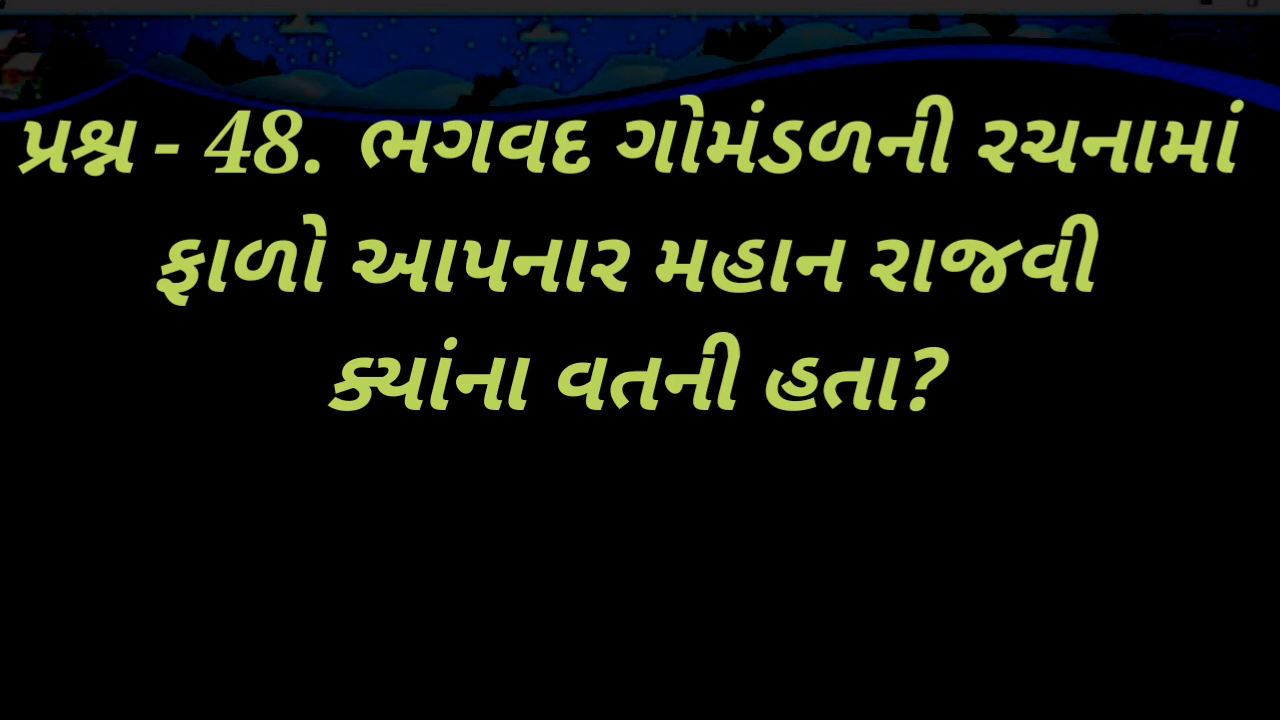 પ્રશ્ન - 48. ભગવદ ગોમંડળની રચનામાં
ફાળો આપનાર મહાન રાજવી
ક્યાંના વતની હતા?